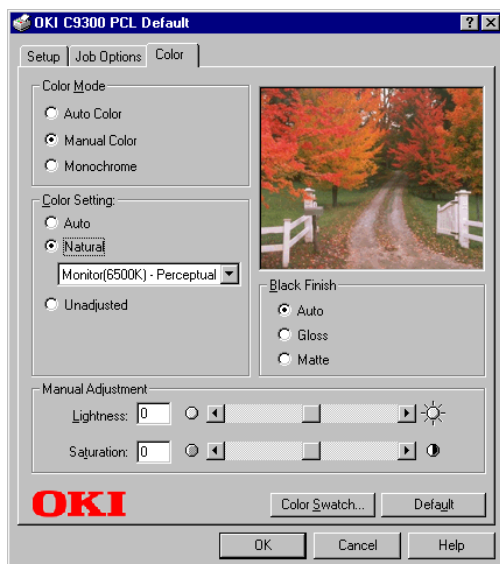 OKI C9300 PCL Default
Setup
Job Options
Color
Color Mode
Auto Color
Manual Color
Monochrome
Color Setting:
Auto
Natural
Monitor(6500K) - Perceptual
Unadjusted
Black Finish
Auto
Gloss
Matte
Manual Adjustment
Lightness: 0
Saturation: 0
OKI
Color Swatch...
Default
OK
Cancel
Help